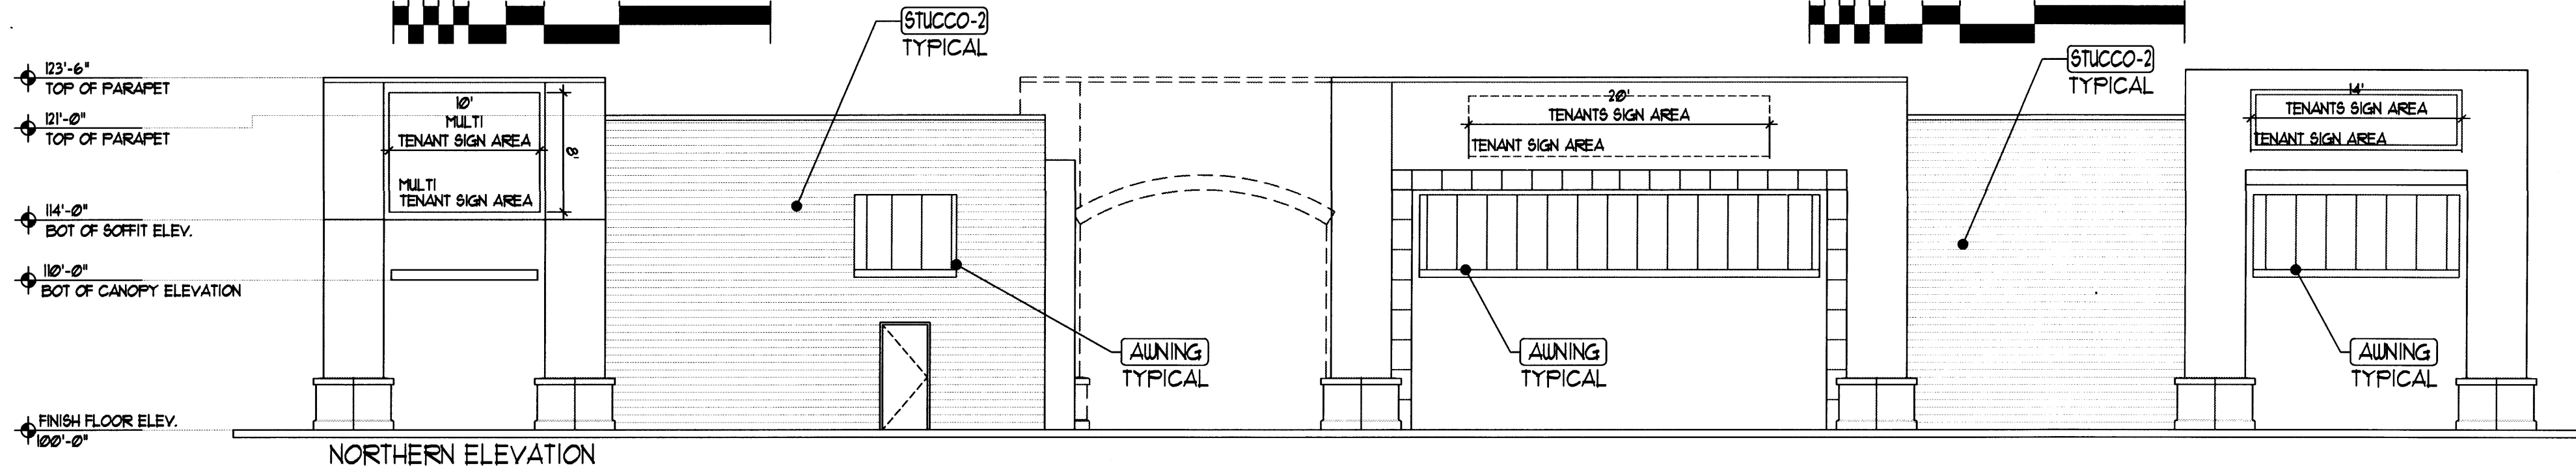 STUCCO-2
TYPICAL
STUCCO-2
TYPICAL
123'-6"
TOP OF PARAPET
121'-0"
TOP OF PARAPET
114'-0"
BOT OF SOFFIT ELEV.
110'-0"
BOT OF CANOPY ELEVATION
FINISH FLOOR ELEV.
100'-0"
10'
MULTI
TENANT SIGN AREA
8'
MULTI
TENANT SIGN AREA
20'
TENANTS SIGN AREA
TENANT SIGN AREA
14'
TENANTS SIGN AREA
TENANT SIGN AREA
AWNING
TYPICAL
AWNING
TYPICAL
AWNING
TYPICAL
NORTHERN ELEVATION